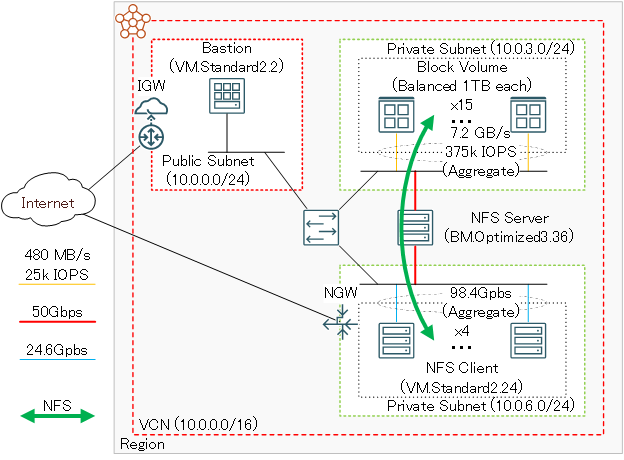 Bastion
(VM.Standard2.2)
IGW
Public Subnet
(10.0.0.0/24)
Internet
Private Subnet (10.0.3.0/24)
Block Volume
(Balanced 1TB each)
x15
...
7.2 GB/s
375k IOPS
(Aggregate)
NFS Server
(BM.Optimized3.36)
NGW
98.4Gpbs
(Aggregate)
x4
...
NFS Client
(VM.Standard2.24)
Private Subnet (10.0.6.0/24)
480 MB/s
25k IOPS
50Gbps
24.6Gpbs
NFS
VCN (10.0.0.0/16)
Region